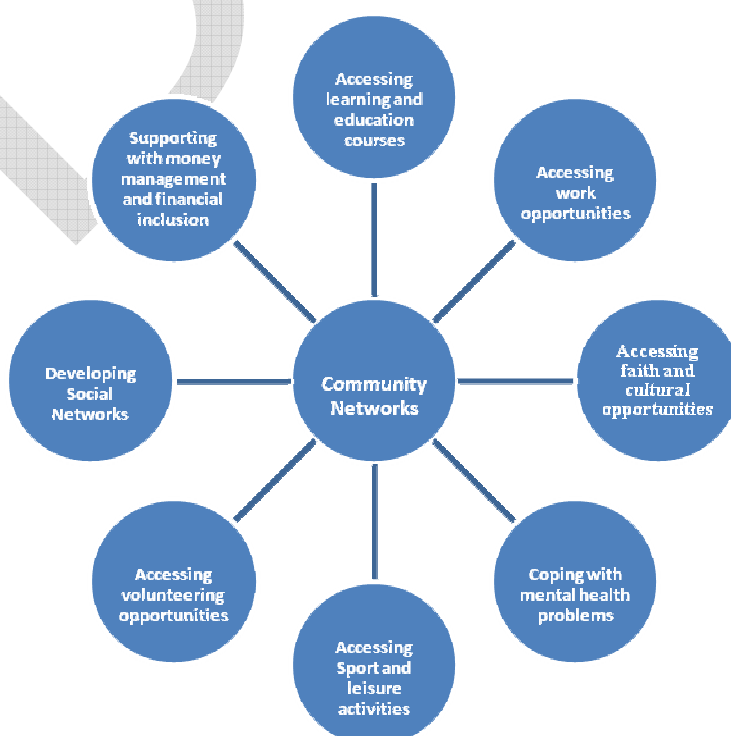 Accessing
learning and
education
courses
Supporting
with money
management
and financial
inclusion
Accessing
work
opportunities
Developing
Social
Networks
Community
Networks
Accessing
faith and
cultural
opportunities
Accessing
volunteering
opportunities
Coping with
mental health
problems
Accessing
Sport and
leisure
activities